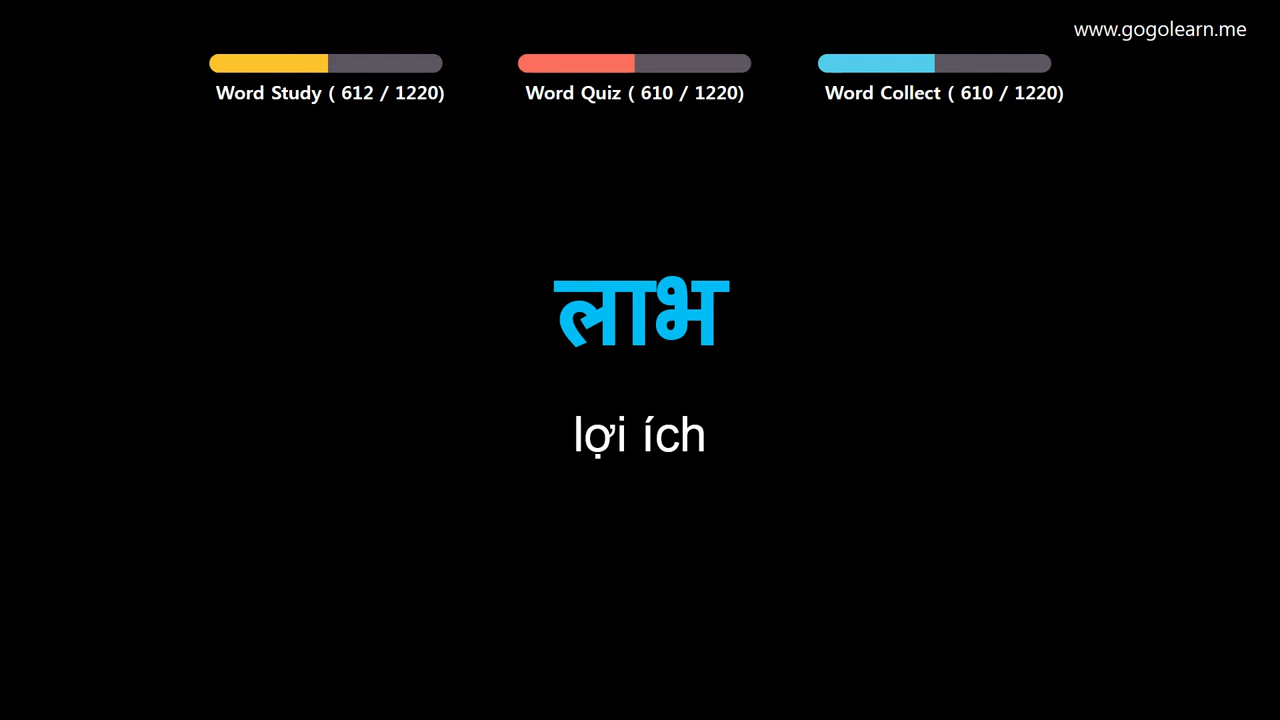 www.gogolearn.me
Word Study ( 612 / 1220)
Word Quiz ( 610 / 1220)
Word Collect ( 610 / 1220)
लाभ
lợi ích